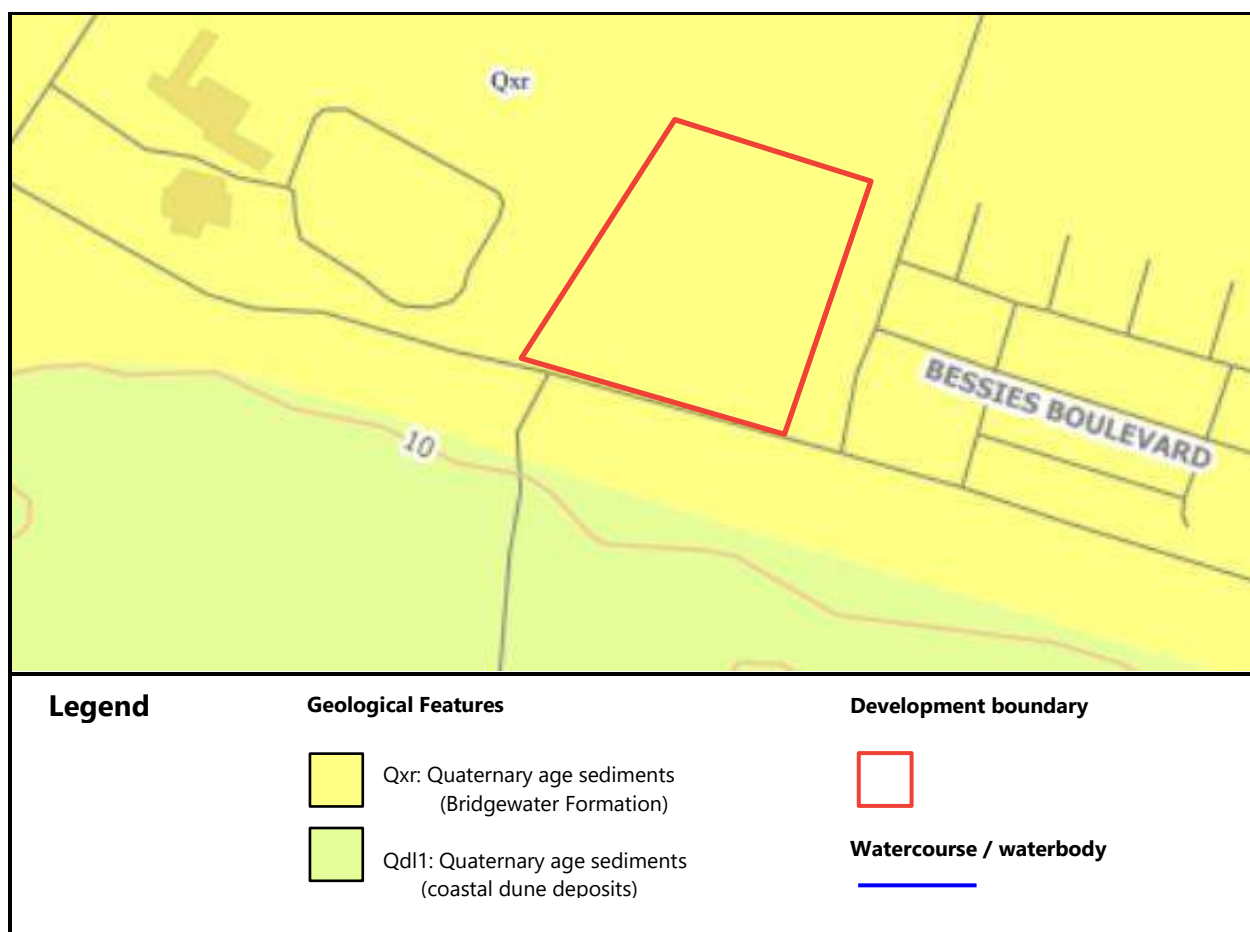 Qxr
10
BESSIES BOULEVARD
Legend
Geological Features
Qxr: Quaternary age sediments
(Bridgewater Formation)
Qdl1: Quaternary age sediments
(coastal dune deposits)
Development boundary
Watercourse / waterbody